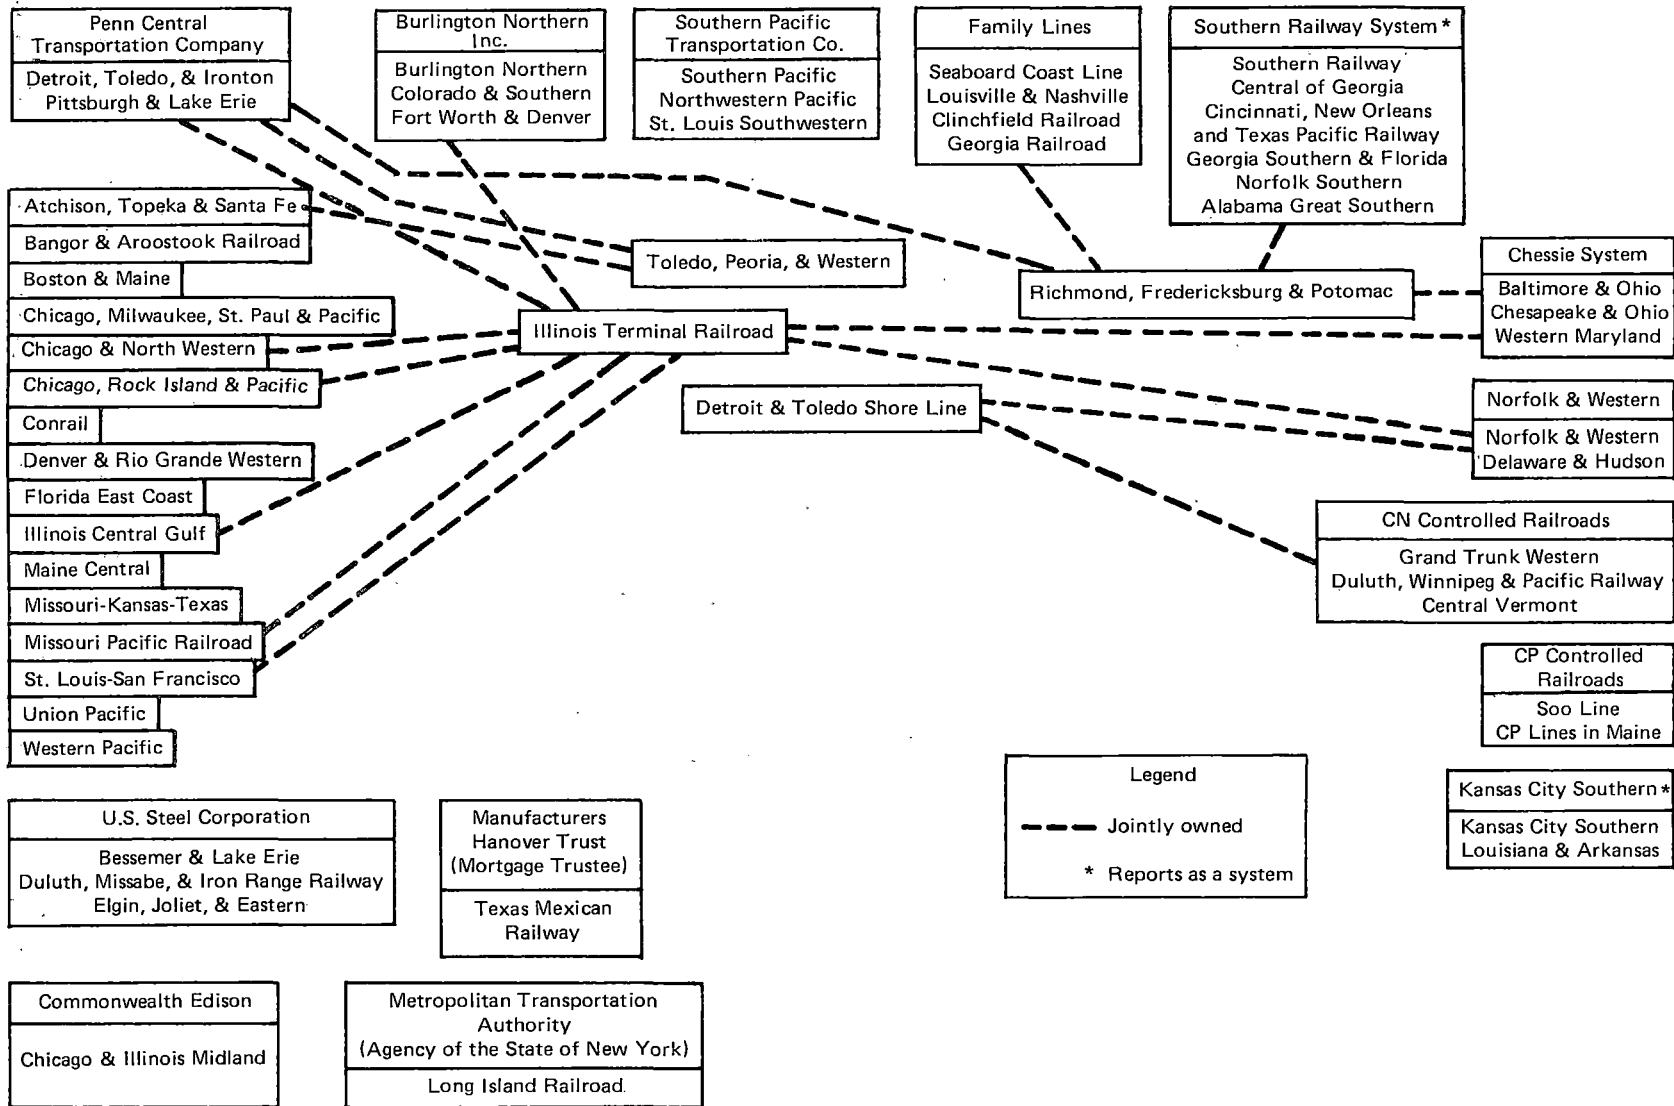 Penn Central
Transportation Company
Detroit, Toledo, & Ironton
Pittsburgh & Lake Erie
Burlington Northern
Inc.
Burlington Northern
Colorado & Southern
Fort Worth & Denver
Southern Pacific
Transportation Co.
Southern Pacific
Northwestern Pacific
St. Louis Southwestern
Family Lines
Seaboard Coast Line
Louisville & Nashville
Clinchfield Railroad
Georgia Railroad
Southern Railway System *
Southern Railway
Central of Georgia
Cincinnati, New Orleans
and Texas Pacific Railway
Georgia Southern & Florida
Norfolk Southern
Alabama Great Southern
Atchison, Topeka & Santa Fe
Bangor & Aroostook Railroad
Boston & Maine
Chicago, Milwaukee, St. Paul & Pacific
Chicago & North Western
Chicago, Rock Island & Pacific
Conrail
Denver & Rio Grande Western
Florida East Coast
Illinois Central Gulf
Maine Central
Missouri-Kansas-Texas
Missouri Pacific Railroad
St. Louis-San Francisco
Union Pacific
Western Pacific
Toledo, Peoria, & Western
Illinois Terminal Railroad
Detroit & Toledo Shore Line
Richmond, Fredericksburg & Potomac
Chessie System
Baltimore & Ohio
Chesapeake & Ohio
Western Maryland
Norfolk & Western
Norfolk & Western
Delaware & Hudson
CN Controlled Railroads
Grand Trunk Western
Duluth, Winnipeg & Pacific Railway
Central Vermont
CP Controlled
Railroads
Soo Line
CP Lines in Maine
Kansas City Southern *
Kansas City Southern
Louisiana & Arkansas
Legend
Jointly owned
* Reports as a system
U.S. Steel Corporation
Bessemer & Lake Erie
Duluth, Missabe, & Iron Range Railway
Elgin, Joliet, & Eastern
Manufacturers
Hanover Trust
(Mortgage Trustee)
Texas Mexican
Railway
Commonwealth Edison
Chicago & Illinois Midland
Metropolitan Transportation
Authority
(Agency of the State of New York)
Long Island Railroad